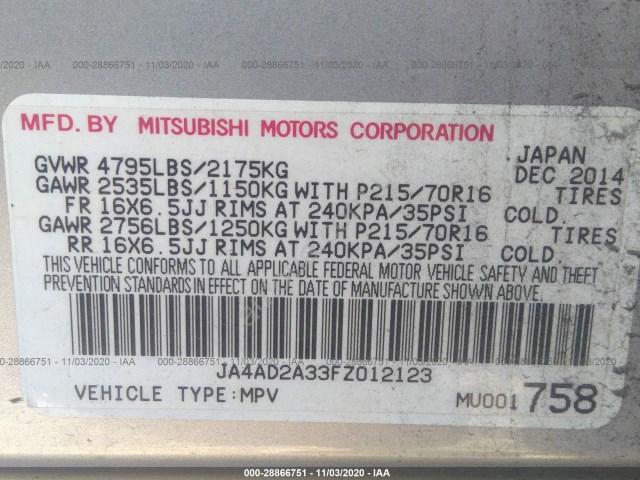 MFD. BY MITSUBISHI MOTORS CORPORATION
JAPAN
GVWR 4795LBS/2175KG DEC 2014
GAWR 2535LBS/1150KG WITH P215/70R16 TIRES
FR 16X6.5JJ RIMS AT 240KPA/35PSI COLD.
GAWR 2756LBS/1250KG WITH P215/70R16 TIRES
RR 16X6.5JJ RIMS AT 240KPA/35PSI COLD.
THIS VEHICLE CONFORMS TO ALL APPLICABLE FEDERAL MOTOR VEHICLE SAFETY AND THEFT
PREVENTION STANDARDS IN EFFECT ON THE DATE OF MANUFACTURE SHOWN ABOVE.
JA4AD2A33FZ012123
VEHICLE TYPE:MPV MU001758
000-28866751 - 11/03/2020 - IAA